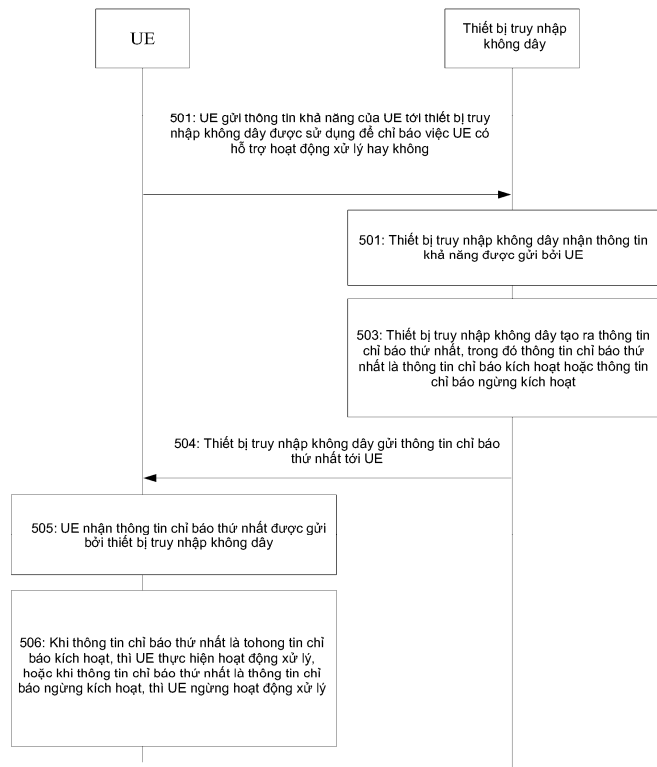 UE
Thiết bị truy nhập
không dây
501: UE gửi thông tin khả năng của UE tới thiết bị truy
nhập không dây được sử dụng để chỉ báo việc UE có
hỗ trợ hoạt động xử lý hay không
501: Thiết bị truy nhập không dây nhận thông tin
khả năng được gửi bởi UE
503: Thiết bị truy nhập không dây tạo ra thông tin
chỉ báo thứ nhất, trong đó thông tin chỉ báo thứ
nhất là thông tin chỉ báo kích hoạt hoặc thông tin
chỉ báo ngừng kích hoạt
504: Thiết bị truy nhập không dây gửi thông tin chỉ báo
thứ nhất tới UE
505: UE nhận thông tin chỉ báo thứ nhất được gửi
bởi thiết bị truy nhập không dây
506: Khi thông tin chỉ báo thứ nhất là tohong tin chỉ
báo kích hoạt, thì UE thực hiện hoạt động xử lý,
hoặc khi thông tin chỉ báo thứ nhất là thông tin chỉ
báo ngừng kích hoạt, thì UE ngừng hoạt động xử lý